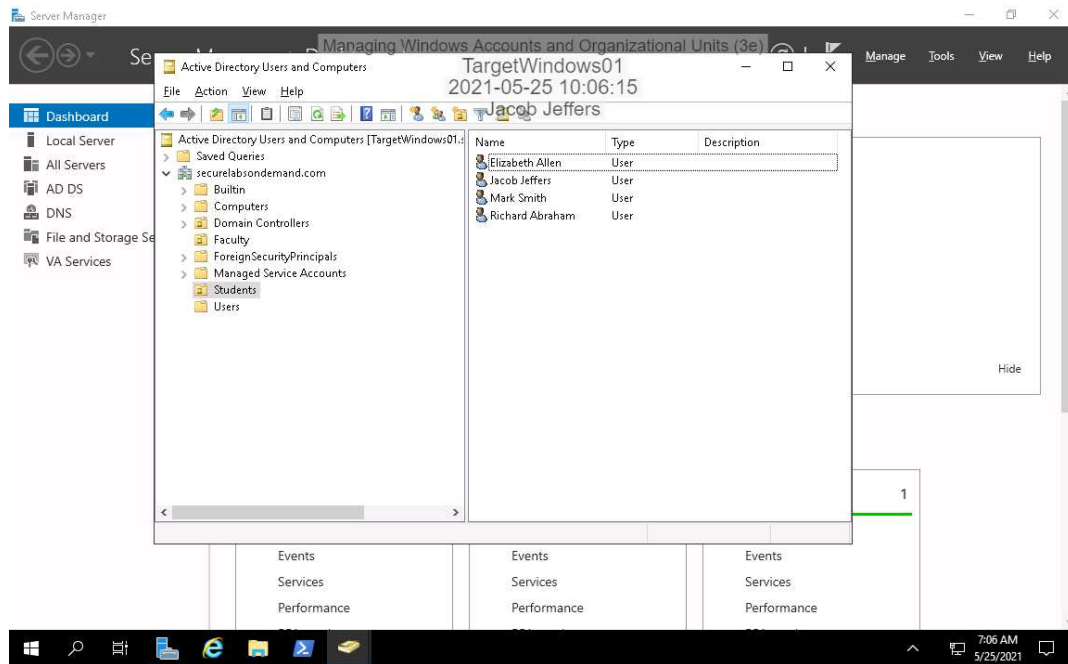 Server Manager
Managing Windows Accounts and Organizational Units (3e)
TargetWindows01
2021-05-25 10:06:15
Jacob Jeffers
Manage Tools View Help
Active Directory Users and Computers
File Action View Help
Dashboard
Local Server
All Servers
AD DS
DNS
File and Storage Se
VA Services
Active Directory Users and Computers [TargetWindows01.s
Saved Queries
securelabsondemand.com
Builtin
Computers
Domain Controllers
Faculty
ForeignSecurityPrincipals
Managed Service Accounts
Students
Users
Name Type Description
Elizabeth Allen User
Jacob Jeffers User
Mark Smith User
Richard Abraham User
Hide
1
Events Events Events
Services Services Services
Performance Performance Performance
7:06 AM
5/25/2021